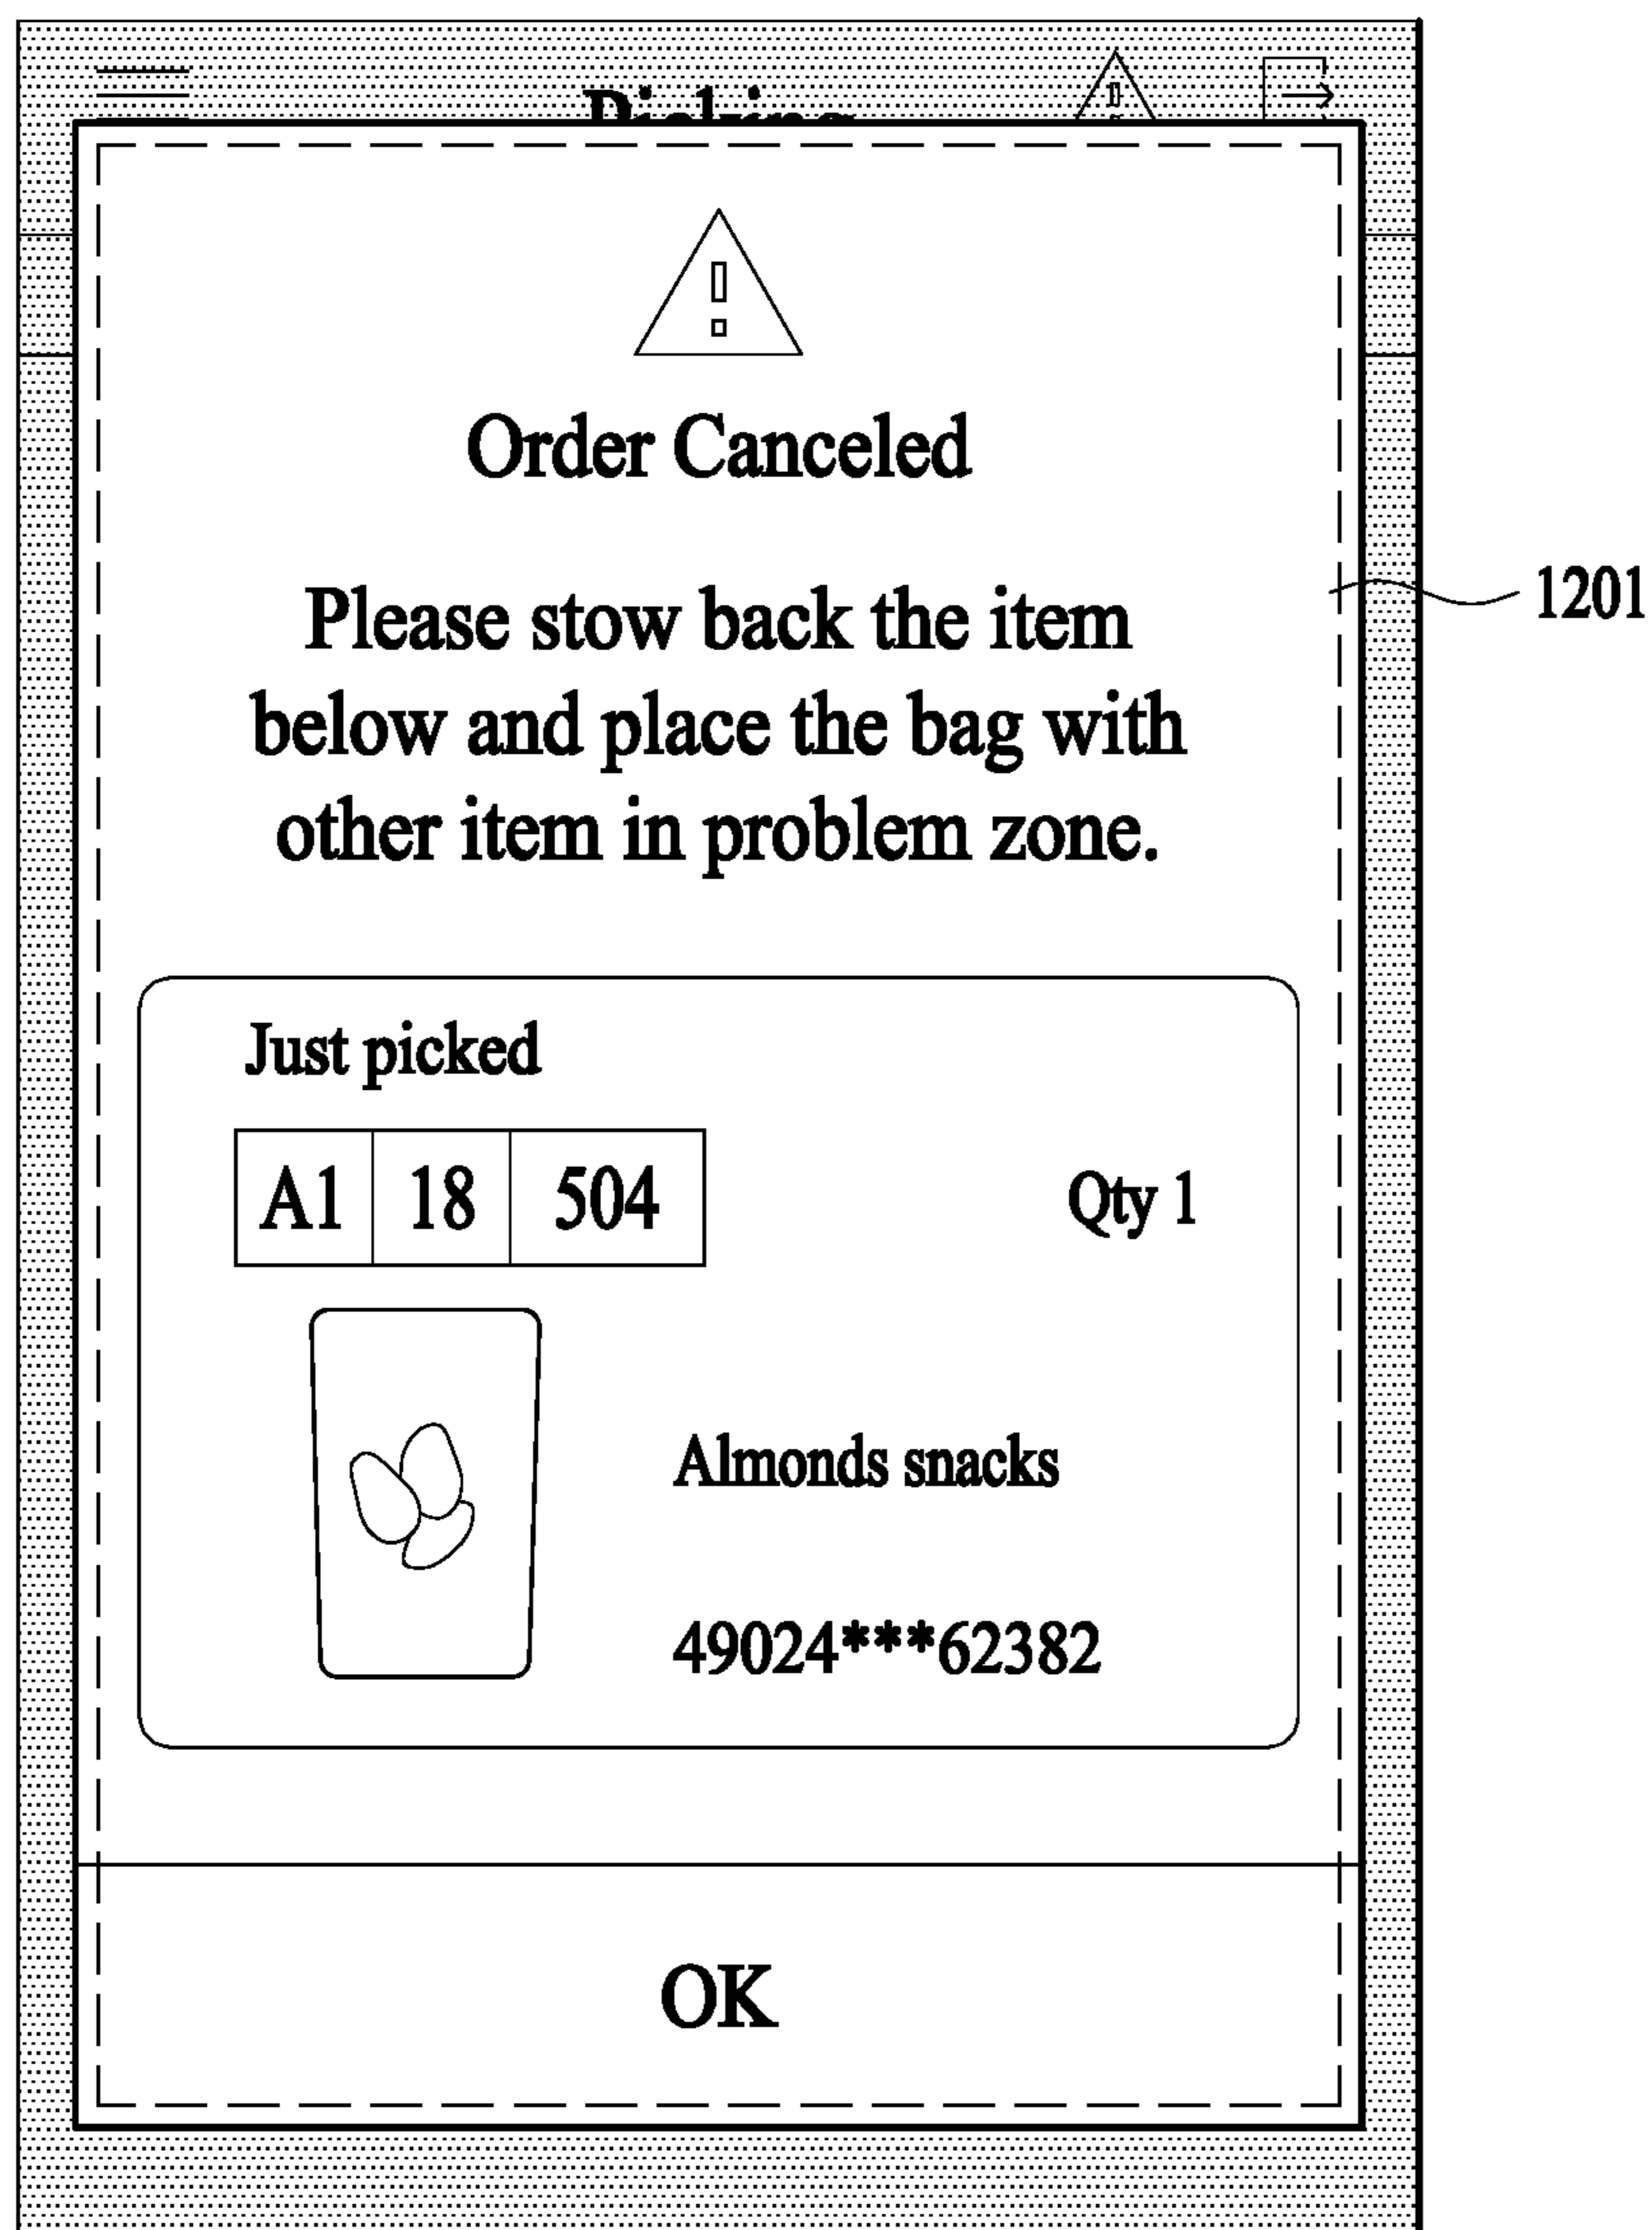 Picking
Order Canceled
1201
Please stow back the item
below and place the bag with
other item in problem zone.
Just picked
A1 18 504
Qty 1
Almonds snacks
49024***62382
OK